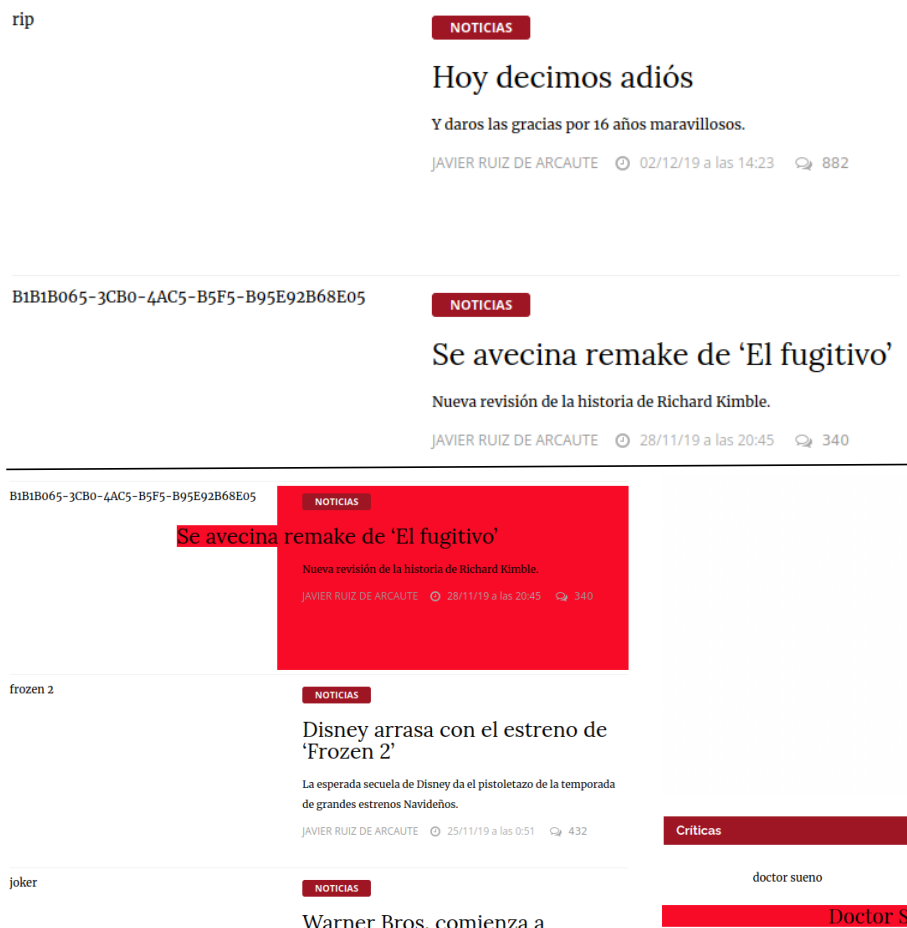 rip
NOTICIAS
Hoy decimos adiós
Y daros las gracias por 16 años maravillosos.
JAVIER RUIZ DE ARCAUTE 02/12/19 a las 14:23 882
B1B1B065-3CB0-4AC5-B5F5-B95E92B68E05
NOTICIAS
Se avecina remake de ‘El fugitivo’
Nueva revisión de la historia de Richard Kimble.
JAVIER RUIZ DE ARCAUTE 28/11/19 a las 20:45 340
B1B1B065-3CB0-4AC5-B5F5-B95E92B68E05
NOTICIAS
Se avecina remake de ‘El fugitivo’
Nueva revisión de la historia de Richard Kimble.
JAVIER RUIZ DE ARCAUTE 28/11/19 a las 20:45 340
frozen 2
NOTICIAS
Disney arrasa con el estreno de
‘Frozen 2’
La esperada secuela de Disney da el pistoletazo de la temporada
de grandes estrenos Navideños.
JAVIER RUIZ DE ARCAUTE 25/11/19 a las 0:51 432
Críticas
doctor sueno
Doctor S
joker
NOTICIAS
Warner Bros. comienza a